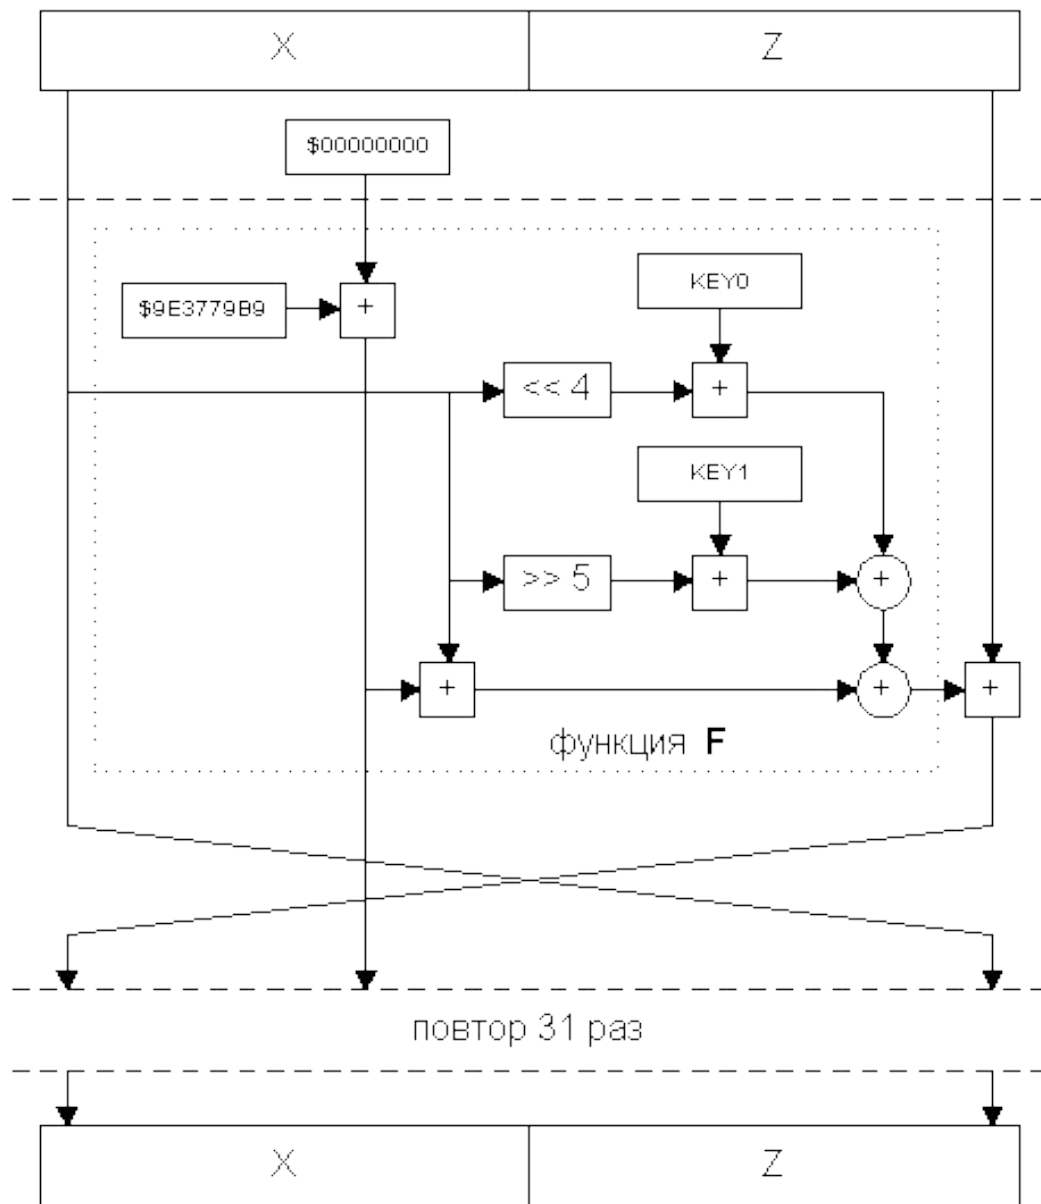 X Z
$00000000
KEY0
$9E3779B9 +
<< 4 +
KEY1
>> 5 + +
+ + +
функция F
повтор 31 раз
X Z